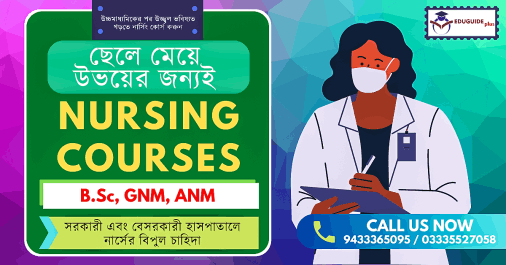 উচ্চমাধ্যমিকের পর উজ্জ্বল ভবিষ্যত
গড়তে নার্সিং কোর্স করুন
ছেলে মেয়ে
উভয়ের জন্যই
NURSING
COURSES
B.Sc, GNM, ANM
সরকারী এবং বেসরকারী হাসপাতালে
নার্সের বিপুল চাহিদা
EDUGUIDE plus
CALL US NOW
9433365095 / 03335527058